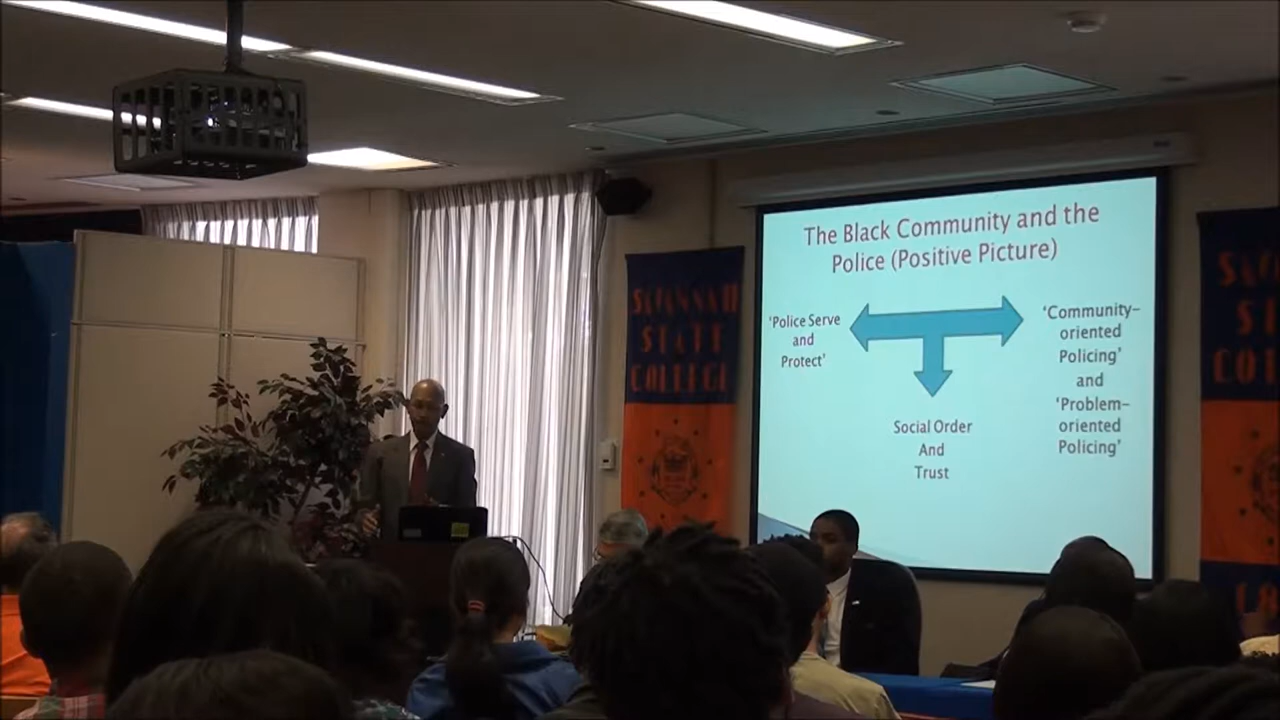 SAVANNAH
STATE
COLLEGE
The Black Community and the
Police (Positive Picture)
'Police Serve
and
Protect'
'Community-
oriented
Policing'
and
'Problem-
oriented
Policing'
Social Order
And
Trust